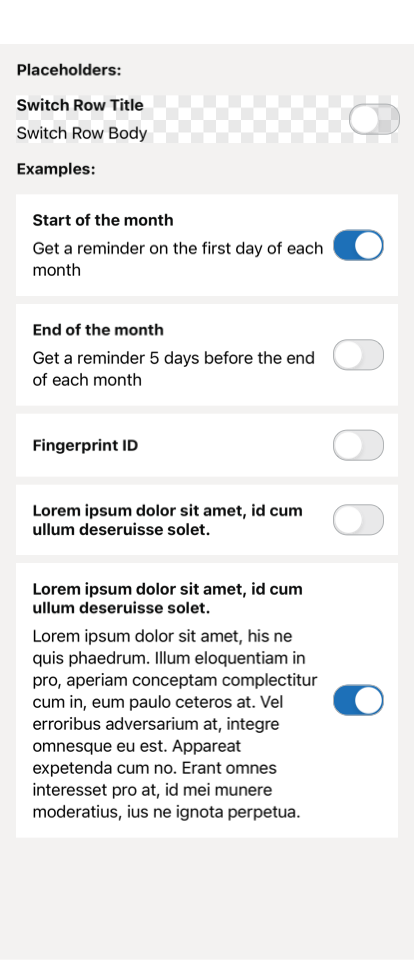 Placeholders:
Switch Row Title
Switch Row Body
Examples:
Start of the month
Get a reminder on the first day of each
month
End of the month
Get a reminder 5 days before the end
of each month
Fingerprint ID
Lorem ipsum dolor sit amet, id cum
ullum deseruisse solet.
Lorem ipsum dolor sit amet, id cum
ullum deseruisse solet.
Lorem ipsum dolor sit amet, his ne
quis phaedrum. Illum eloquentiam in
pro, aperiam conceptam complectitur
cum in, eum paulo ceteros at. Vel
erroribus adversarium at, integre
omnesque eu est. Appareat
expetenda cum no. Erant omnes
interesset pro at, id mei munere
moderatius, ius ne ignota perpetua.